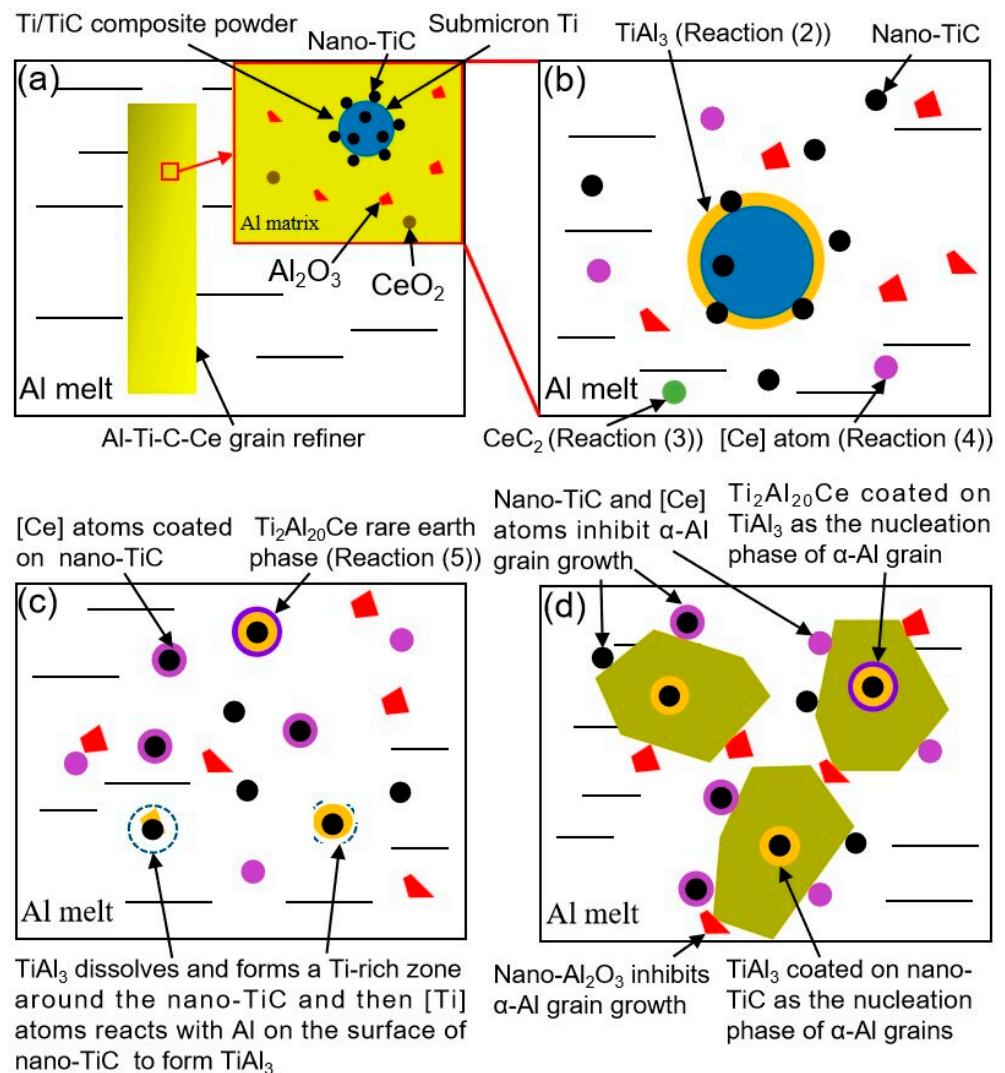 Ti/TiC composite powder
Nano-TiC
Submicron Ti
(a)
Al matrix
Al₂O₃
CeO₂
Al melt
Al-Ti-C-Ce grain refiner
TiAl₃ (Reaction (2))
Nano-TiC
(b)
Al melt
CeC₂ (Reaction (3))
[Ce] atom (Reaction (4))
[Ce] atoms coated
on nano-TiC
Ti₂Al₂₀Ce rare earth
phase (Reaction (5))
(c)
Al melt
TiAl₃ dissolves and forms a Ti-rich zone
around the nano-TiC and then [Ti]
atoms reacts with Al on the surface of
nano-TiC to form TiAl₃
Nano-TiC and [Ce]
atoms inhibit α-Al
grain growth
Ti₂Al₂₀Ce coated on
TiAl₃ as the nucleation
phase of α-Al grain
(d)
Al melt
Nano-Al₂O₃ inhibits
α-Al grain growth
TiAl₃ coated on nano-
TiC as the nucleation
phase of α-Al grains